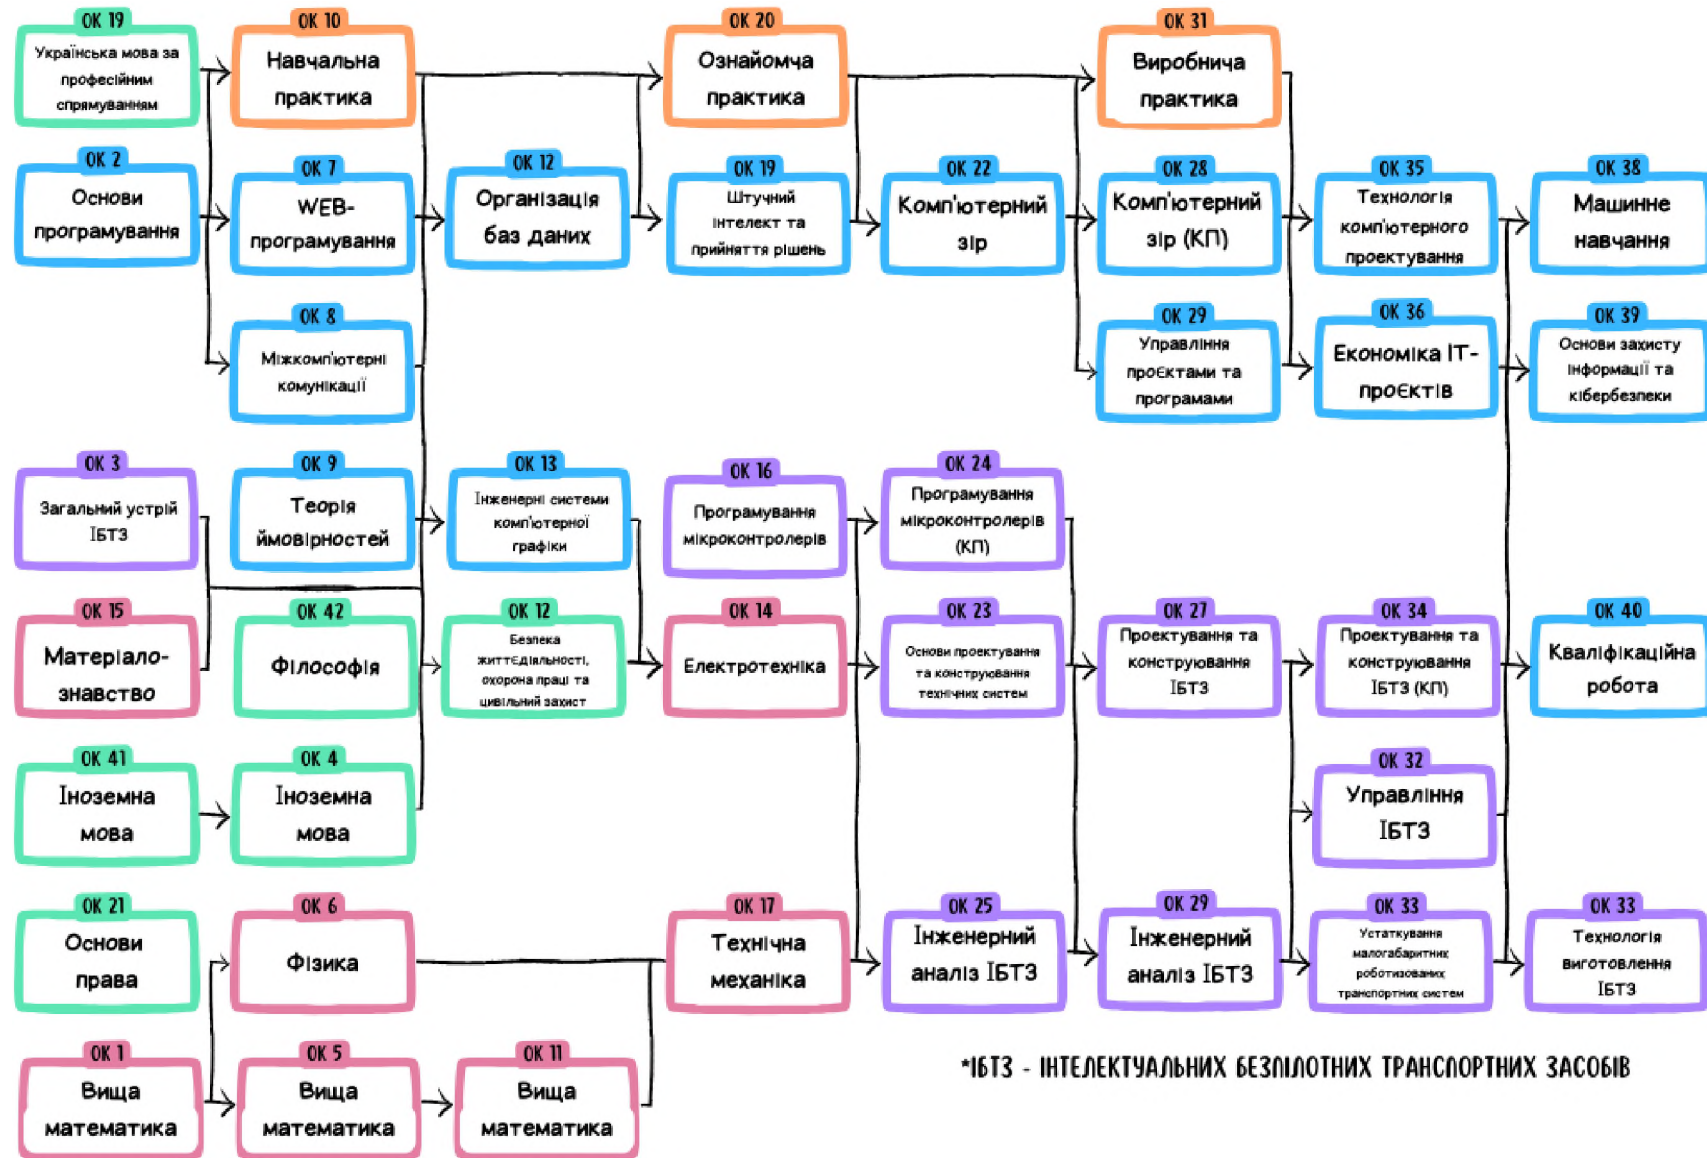 ОК 19
Українська мова за
професійним
спрямуванням
ОК 10
Навчальна
практика
ОК 20
Ознайомча
практика
ОК 31
Виробнича
практика
ОК 2
Основи
програмування
ОК 7
WEB-
програмування
ОК 12
Організація
баз даних
ОК 19
Штучний
інтелект та
прийняття рішень
ОК 22
Комп'ютерний
зір
ОК 28
Комп'ютерний
зір (КП)
ОК 35
Технологія
комп'ютерного
проектування
ОК 38
Машинне
навчання
ОК 8
Міжкомп'ютерні
комунікації
ОК 29
Управління
проєктами та
програмами
ОК 36
Економіка ІТ-
проєктів
ОК 39
Основи захисту
інформації та
кібербезпеки
ОК 3
Загальний устрій
ІБТЗ
ОК 9
Теорія
ймовірностей
ОК 13
Інженерні системи
комп'ютерної
графіки
ОК 16
Програмування
мікроконтролерів
ОК 24
Програмування
мікроконтролерів
(КП)
ОК 15
Матеріало-
знавство
ОК 42
Філософія
ОК 12
Безпека
життєдіяльності,
охорона праці та
цивільний захист
ОК 14
Електротехніка
ОК 23
Основи проектування
та конструювання
технічних систем
ОК 27
Проектування та
конструювання
ІБТЗ
ОК 34
Проектування та
конструювання
ІБТЗ (КП)
ОК 40
Кваліфікаційна
робота
ОК 41
Іноземна
мова
ОК 4
Іноземна
мова
ОК 32
Управління
ІБТЗ
ОК 21
Основи
права
ОК 6
Фізика
ОК 17
Технічна
механіка
ОК 25
Інженерний
аналіз ІБТЗ
ОК 29
Інженерний
аналіз ІБТЗ
ОК 33
Устаткування
малогабаритних
роботизованих
транспортних систем
ОК 33
Технологія
виготовлення
ІБТЗ
ОК 1
Вища
математика
ОК 5
Вища
математика
ОК 11
Вища
математика
*ІБТЗ - ІНТЕЛЕКТУАЛЬНИХ БЕЗПІЛОТНИХ ТРАНСПОРТНИХ ЗАСОБІВ